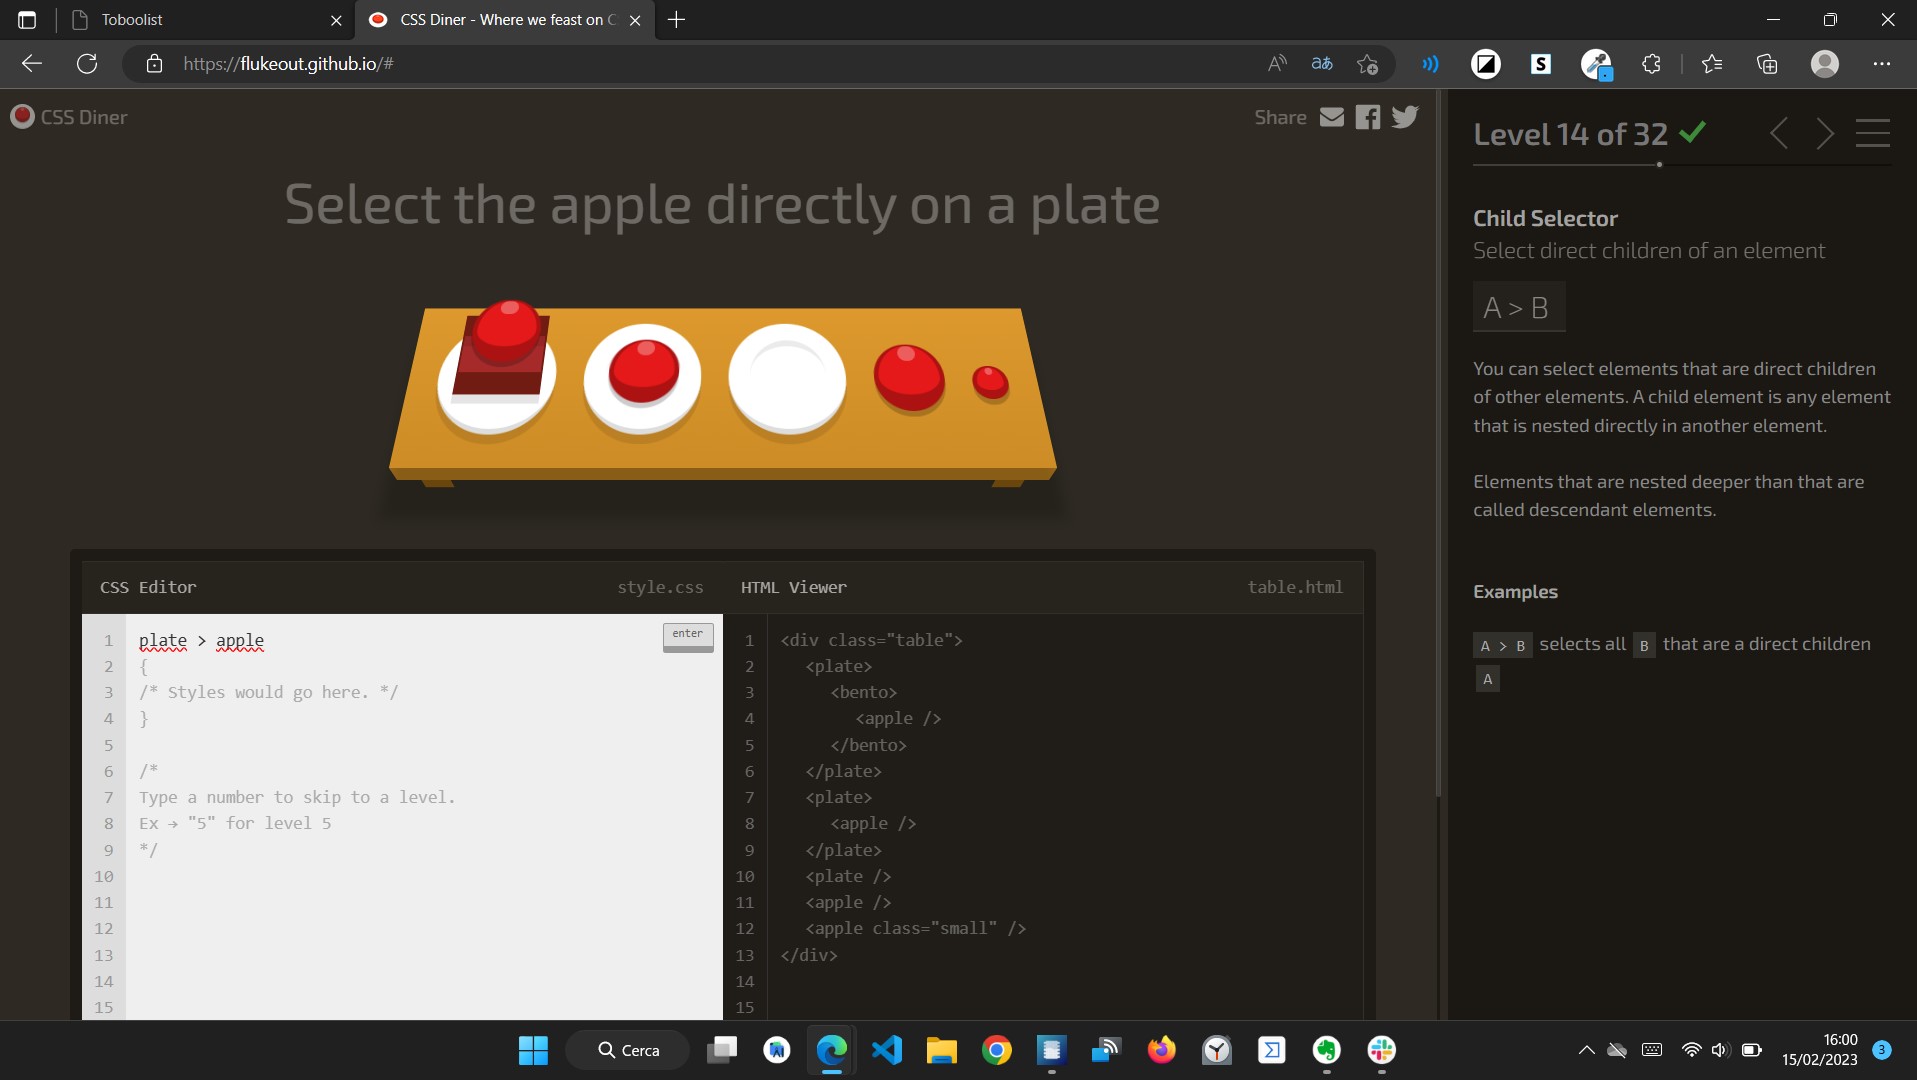 Toboolist
CSS Diner - Where we feast on C
https://flukeout.github.io/#
CSS Diner
Share
Level 14 of 32
Select the apple directly on a plate
Child Selector
Select direct children of an element
A > B
You can select elements that are direct children
of other elements. A child element is any element
that is nested directly in another element.
Elements that are nested deeper than that are
called descendant elements.
Examples
A > B selects all B that are a direct children
A
CSS Editor style.css
1 plate > apple
enter
2 {
3 /* Styles would go here. */
4 }
5
6 /*
7 Type a number to skip to a level.
8 Ex → "5" for level 5
9 */
10
11
12
13
14
15
HTML Viewer table.html
1 <div class="table">
2 <plate>
3 <bento>
4 <apple />
5 </bento>
6 </plate>
7 <plate>
8 <apple />
9 </plate>
10 <plate />
11 <apple />
12 <apple class="small" />
13 </div>
14
15
Cerca
16:00
15/02/2023
3